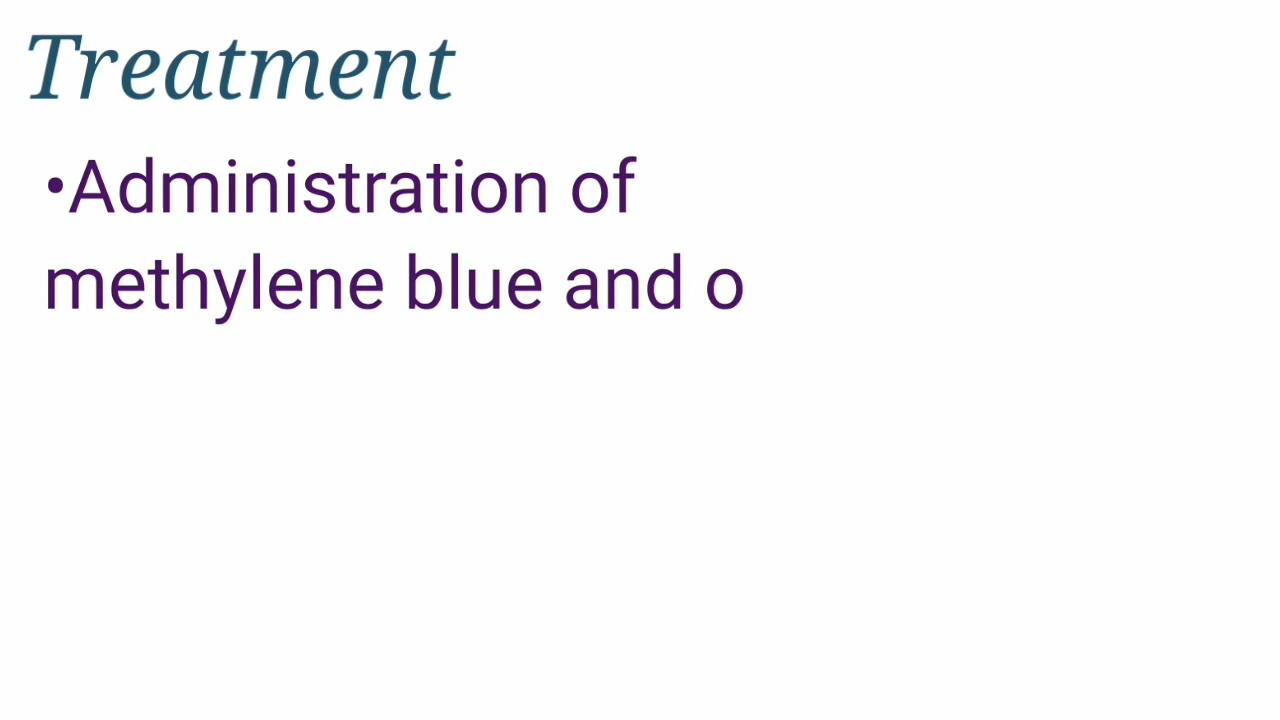 Treatment
•Administration of
methylene blue and o